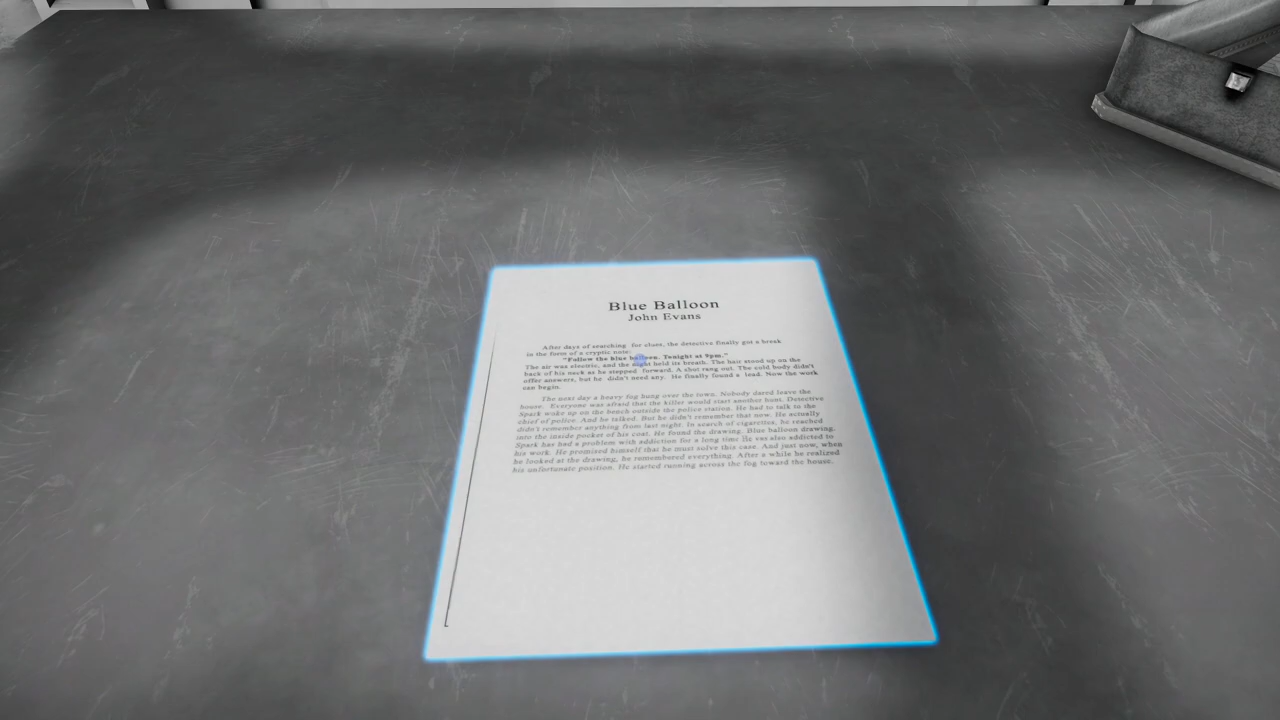 Blue Balloon
John Evans
After days of searching for clues, the detective finally got a break
in the form of a cryptic note:
"Follow the blue balloon. Tonight at 9pm."
The air was electric, and the night held its breath. The hair stood up on the
back of his neck as he stepped forward. A shot rang out. The cold body didn't
offer answers, but he didn't need any. He finally found a lead. Now the work
can begin.
The next day a heavy fog hung over the town. Nobody dared leave the
house. Everyone was afraid that the killer would start another hunt. Detective
Spark woke up on the bench outside the police station. He had to talk to the
chief of police. And he talked. But he didn't remember that now. He actually
didn't remember anything from last night. In search of cigarettes, he reached
into the inside pocket of his coat. He found the drawing. Blue balloon drawing.
Spark has had a problem with addiction for a long time also addicted to
his work. He promised himself that he must solve this case. And just now, when
he looked at the drawing, he remembered everything. After a while he realized
his unfortunate position. He started running across the fog toward the house.